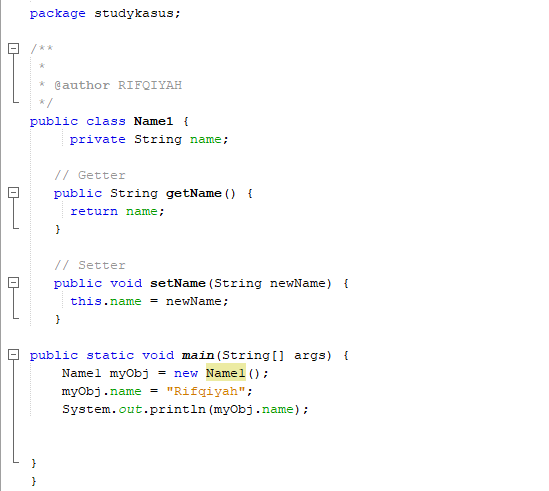 package studykasus;
/**
*
* @author RIFQIYAH
*/
public class Name1 {
private String name;
// Getter
public String getName() {
return name;
}
// Setter
public void setName(String newName) {
this.name = newName;
}
public static void main(String[] args) {
Name1 myObj = new Name1();
myObj.name = "Rifqiyah";
System.out.println(myObj.name);
}
}